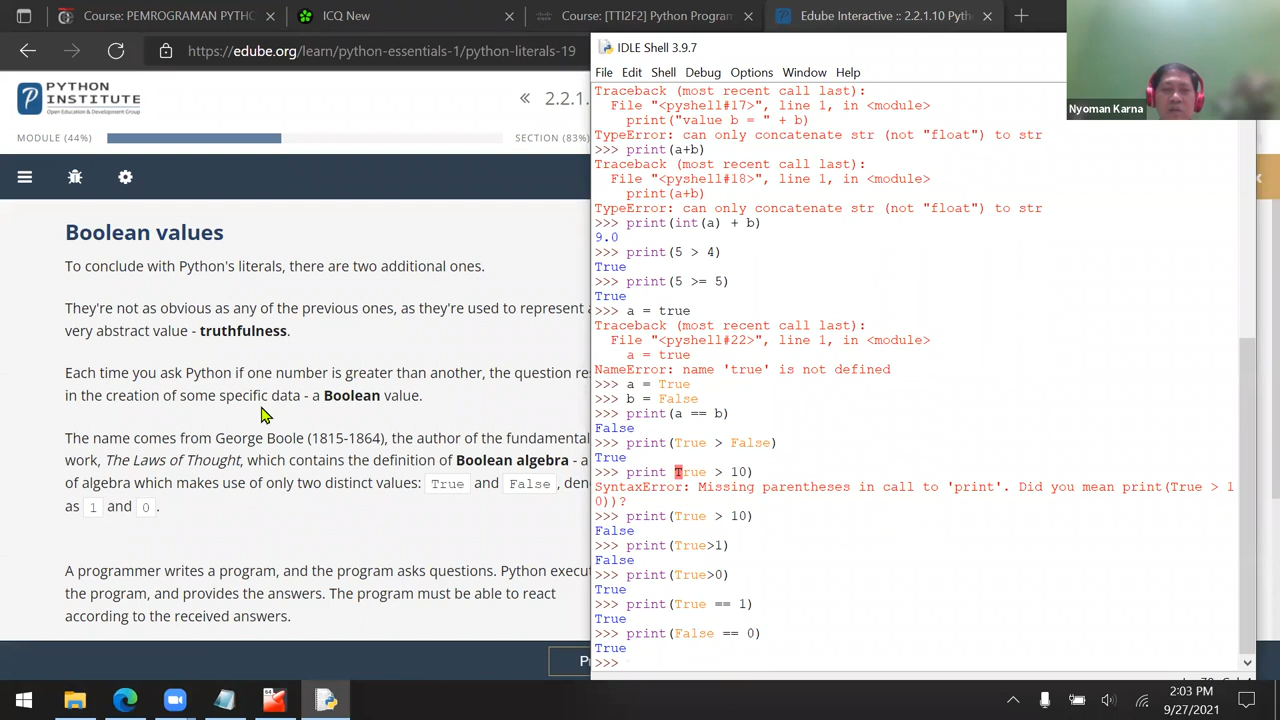 Course: PEMROGRAMAN PYTH
ICQ New
Course: [TTI2F2] Python Program
Edube Interactive :: 2.2.1.10 Pyth
https://edube.org/learn/python-essentials-1/python-literals-19
PYTHON
INSTITUTE
Open Education & Development Group
2.2.1.
MODULE (44%)
SECTION (83%)
Boolean values
To conclude with Python's literals, there are two additional ones.
They're not as obvious as any of the previous ones, as they're used to represent a
very abstract value - truthfulness.
Each time you ask Python if one number is greater than another, the question re
in the creation of some specific data - a Boolean value.
The name comes from George Boole (1815-1864), the author of the fundamental
work, The Laws of Thought, which contains the definition of Boolean algebra - a
of algebra which makes use of only two distinct values: True and False, den
as 1 and 0.
A programmer writes a program, and the program asks questions. Python execut
the program, and provides the answers. The program must be able to react
according to the received answers.
P
IDLE Shell 3.9.7
File Edit Shell Debug Options Window Help
Traceback (most recent call last):
File "<pyshell#17>", line 1, in <module>
print("value b = " + b)
TypeError: can only concatenate str (not "float") to str
>>> print(a+b)
Traceback (most recent call last):
File "<pyshell#18>", line 1, in <module>
print(a+b)
TypeError: can only concatenate str (not "float") to str
>>> print(int(a) + b)
9.0
>>> print(5 > 4)
True
>>> print(5 >= 5)
True
>>> a = true
Traceback (most recent call last):
File "<pyshell#22>", line 1, in <module>
a = true
NameError: name 'true' is not defined
>>> a = True
>>> b = False
>>> print(a == b)
False
>>> print(True > False)
True
>>> print True > 10)
SyntaxError: Missing parentheses in call to 'print'. Did you mean print(True > 1
0))?
>>> print(True > 10)
False
>>> print(True>1)
False
>>> print(True>0)
True
>>> print(True == 1)
True
>>> print(False == 0)
True
>>>
Nyoman Karna
2:03 PM
9/27/2021